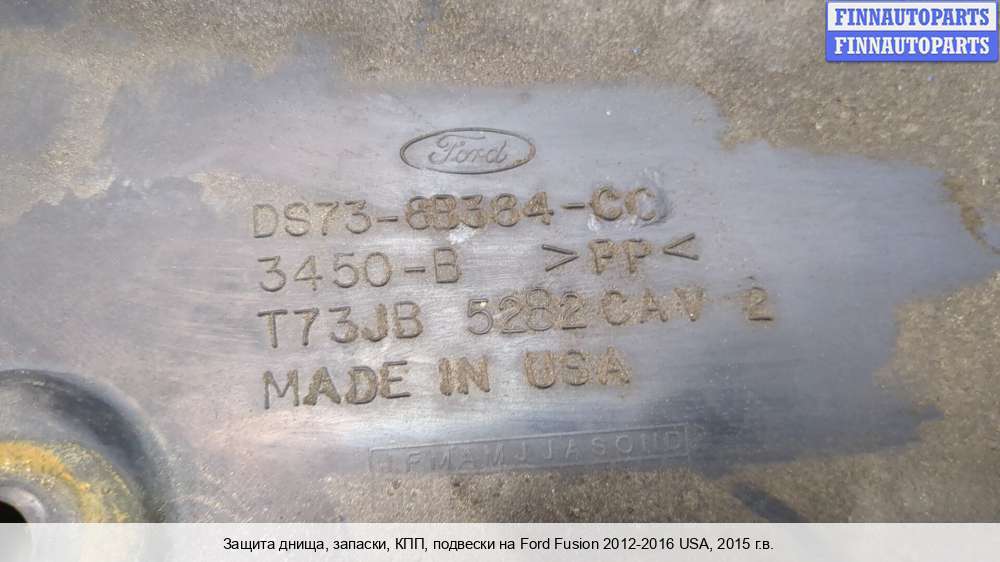 FINNAUTOPARTS
FINNAUTOPARTS
Ford
DS73-6B384-CC
3450-B >PP<
T73JB 5282 CAV 2
MADE IN USA
J F M A M J J A S O N D
Защита днища, запаски, КПП, подвески на Ford Fusion 2012-2016 USA, 2015 г.в.